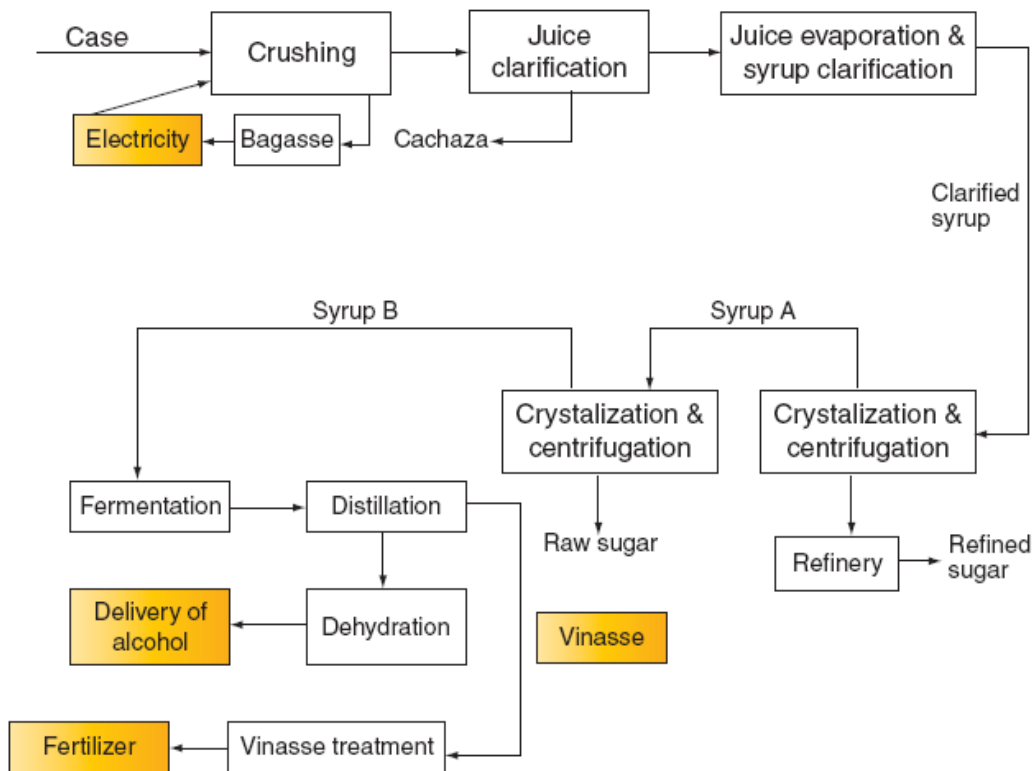 Case
Crushing
Juice
clarification
Juice evaporation &
syrup clarification
Electricity
Bagasse
Cachaza
Clarified
syrup
Syrup B
Syrup A
Crystalization &
centrifugation
Crystalization &
centrifugation
Fermentation
Distillation
Raw sugar
Refinery
Refined
sugar
Delivery of
alcohol
Dehydration
Vinasse
Fertilizer
Vinasse treatment